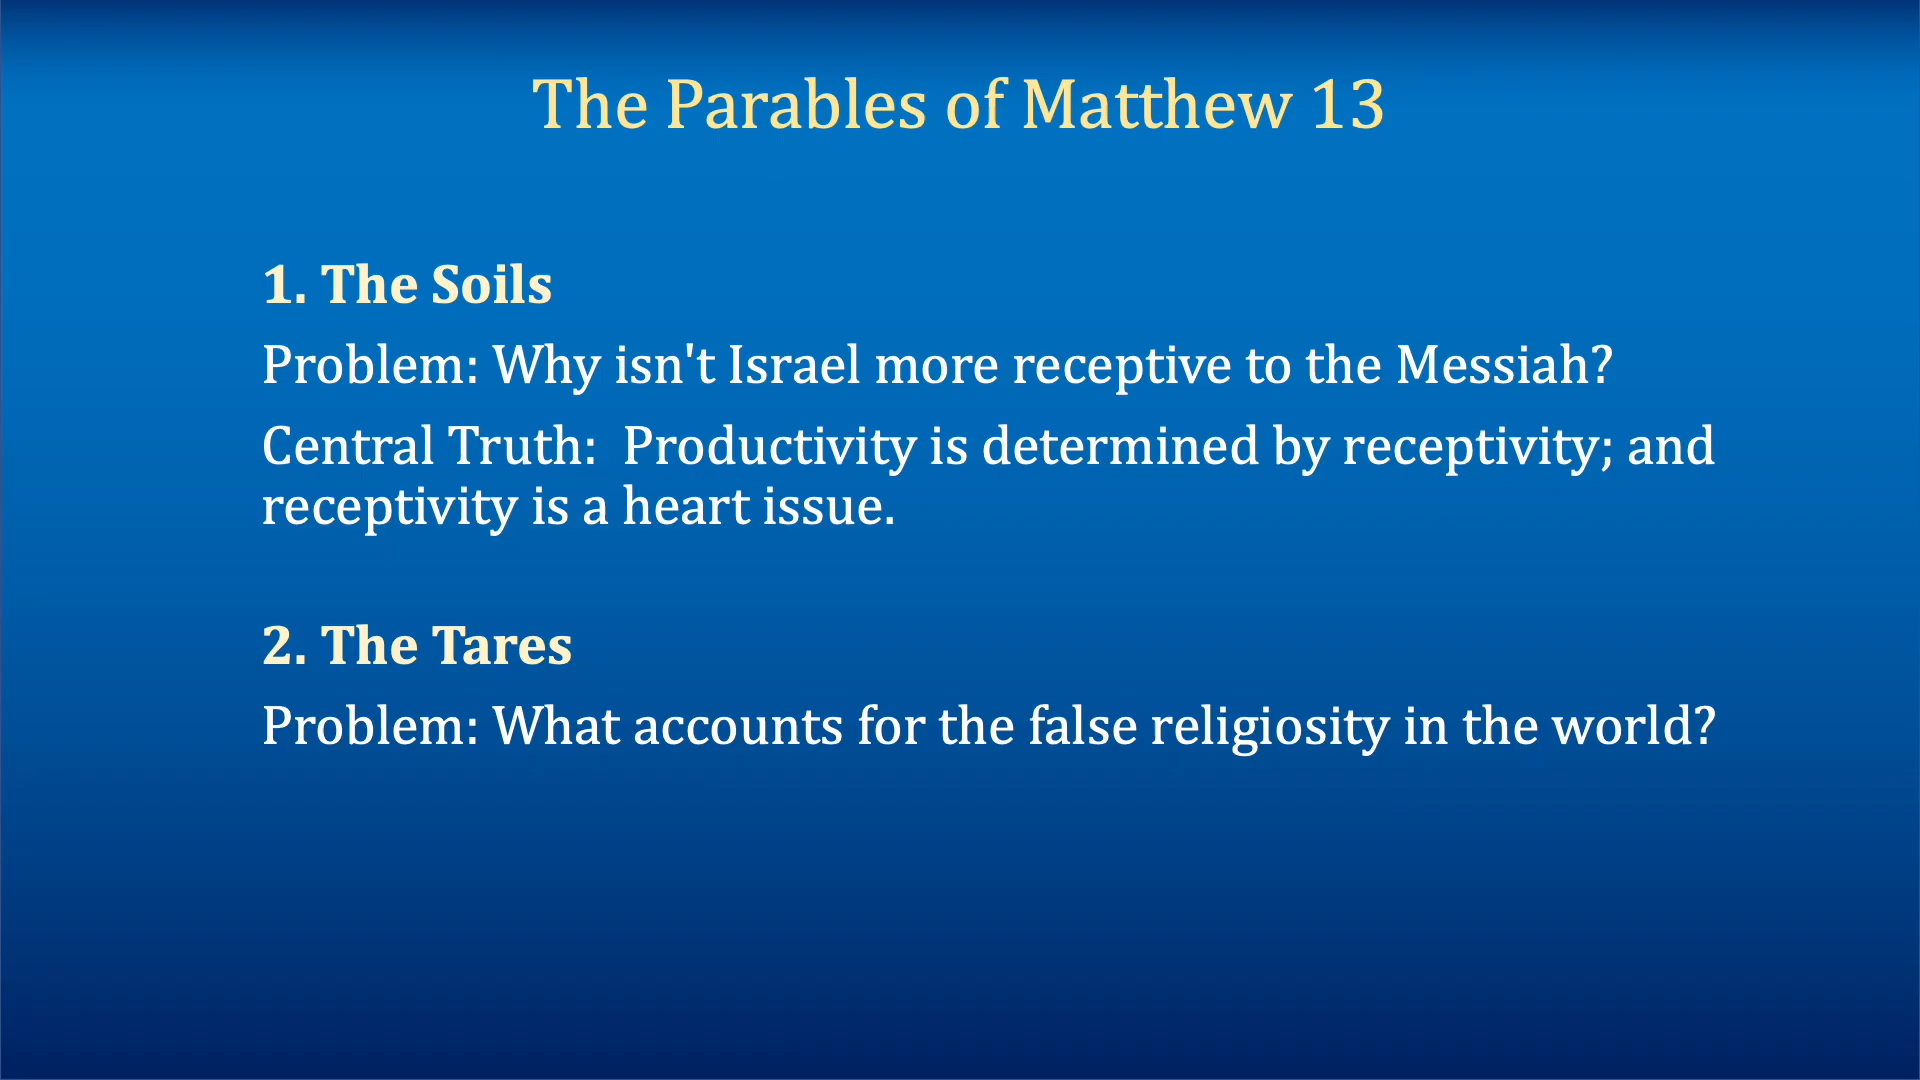 The Parables of Matthew 13
1. The Soils
Problem: Why isn't Israel more receptive to the Messiah?
Central Truth:  Productivity is determined by receptivity; and
receptivity is a heart issue.
2. The Tares
Problem: What accounts for the false religiosity in the world?